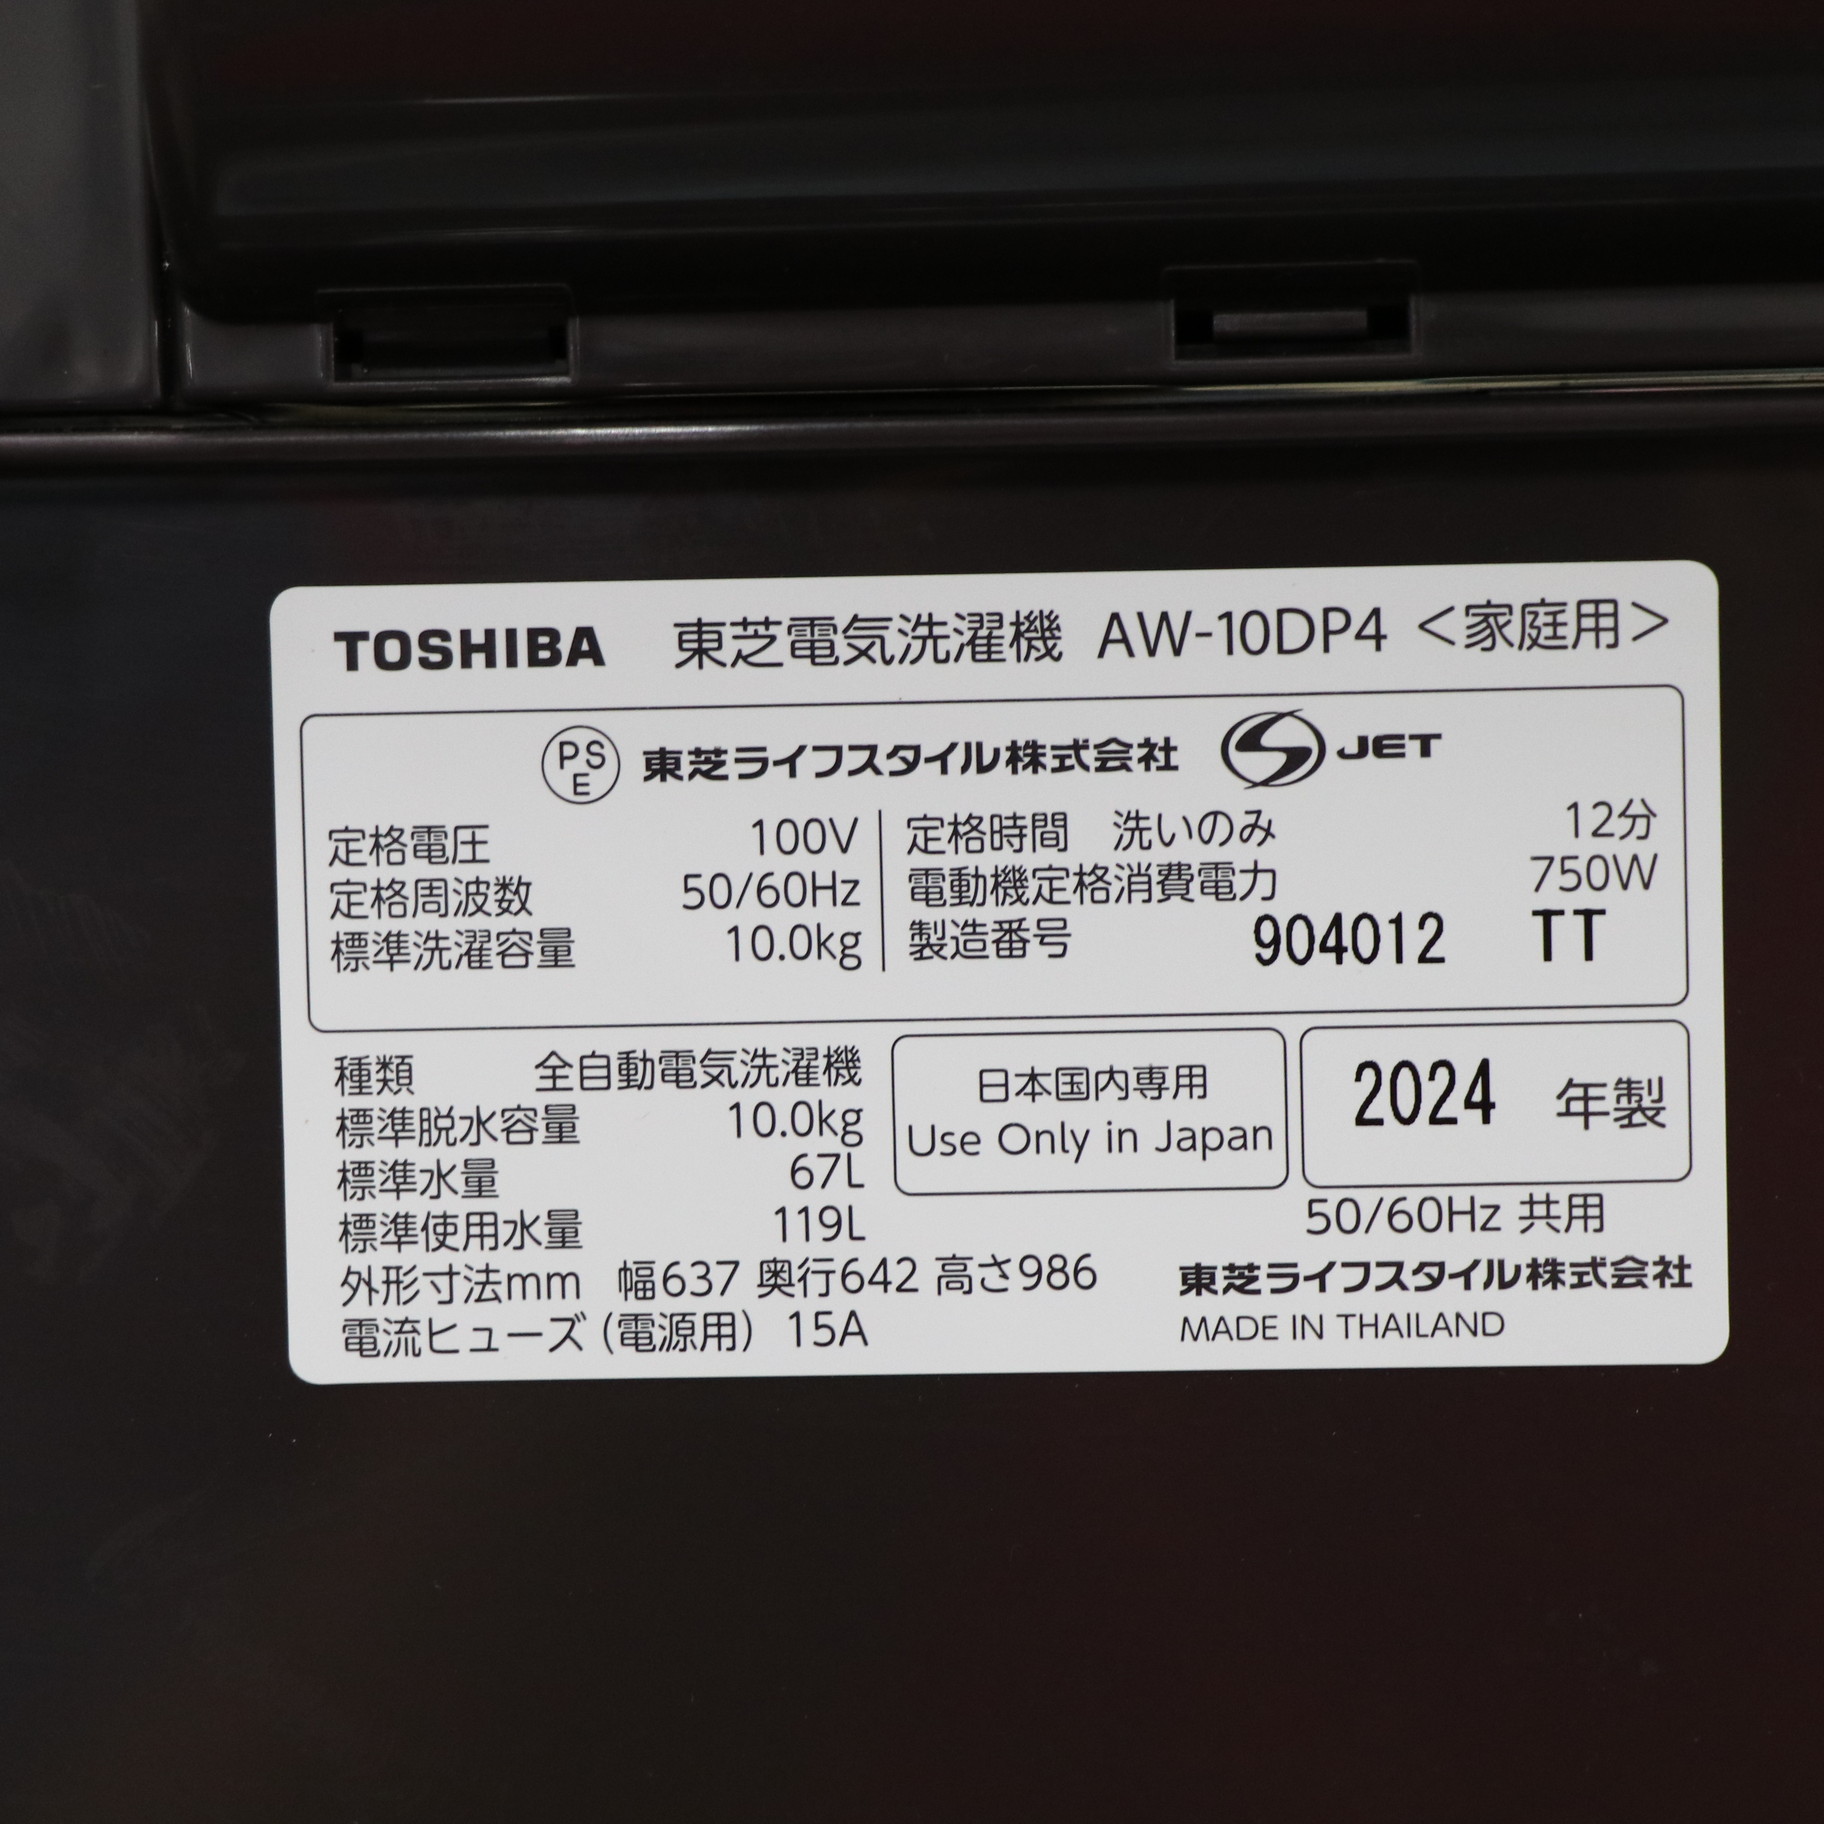 TOSHIBA 東芝電気洗濯機 AW-10DP4 <家庭用>
PSE 東芝ライフスタイル株式会社 JET
定格電圧 100V
定格周波数 50/60Hz
標準洗濯容量 10.0kg
定格時間 洗いのみ 12分
電動機定格消費電力 750W
製造番号 904012 TT
種類 全自動電気洗濯機
標準脱水容量 10.0kg
標準水量 67L
標準使用水量 119L
外形寸法mm 幅637 奥行642 高さ986
電流ヒューズ (電源用) 15A
日本国内専用
Use Only in Japan
2024 年製
50/60Hz 共用
東芝ライフスタイル株式会社
MADE IN THAILAND